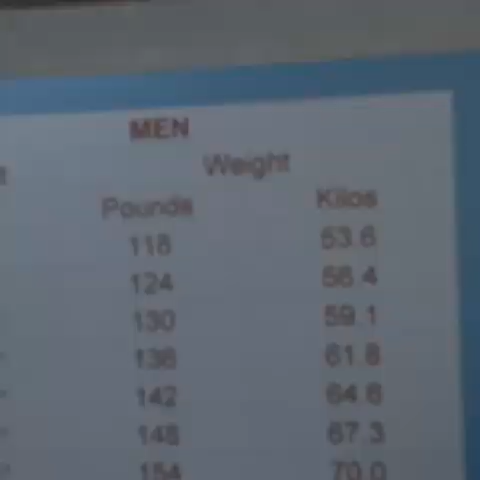 MEN
Weight
Pounds Kilos
118 53.6
124 56.4
130 59.1
136 61.8
142 64.6
148 67.3
154 70.0